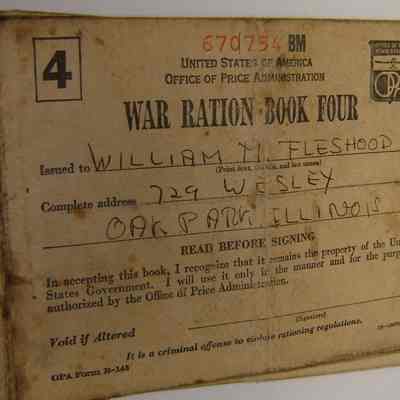 670754 BM
4
UNITED STATES OF AMERICA
OFFICE OF PRICE ADMINISTRATION
OPA
WAR RATION BOOK FOUR
Issued to WILLIAM M. FLESHOOD
(Print first, and last names)
Complete address 729 WESLEY
OAK PARK ILLINOIS
READ BEFORE SIGNING
In accepting this book, I recognize that it remains the property of the Uni
States Government. I will use it only in the manner and for the purp
authorized by the Office of Price Administration.
Void if Altered
(Signature)
It is a criminal offense to violate rationing regulations.
OPA Form R-145